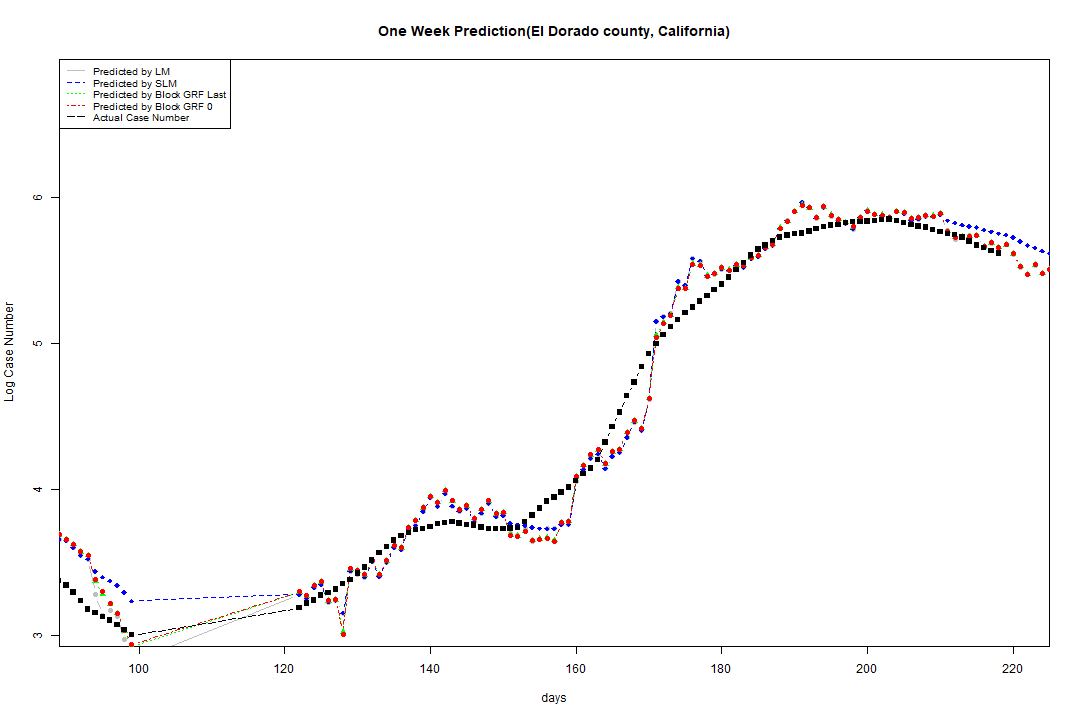 One Week Prediction(El Dorado county, California)
Predicted by LM
Predicted by SLM
Predicted by Block GRF Last
Predicted by Block GRF 0
Actual Case Number
6
5
4
3
Log Case Number
100 120 140 160 180 200 220
days